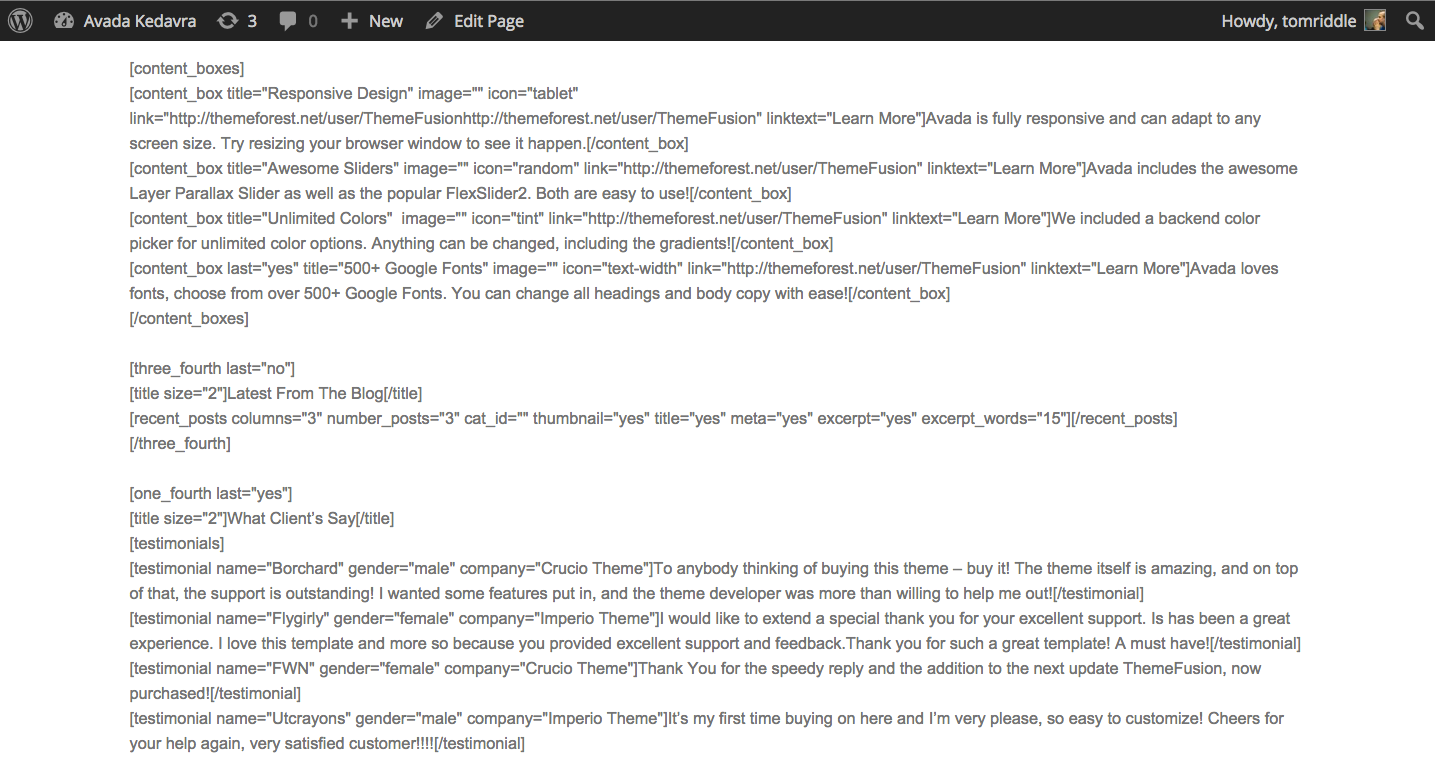 Avada Kedavra 3 0 New Edit Page Howdy, tomriddle
[content_boxes]
[content_box title="Responsive Design" image="" icon="tablet"
link="http://themeforest.net/user/ThemeFusionhttp://themeforest.net/user/ThemeFusion" linktext="Learn More"]Avada is fully responsive and can adapt to any
screen size. Try resizing your browser window to see it happen.[/content_box]
[content_box title="Awesome Sliders" image="" icon="random" link="http://themeforest.net/user/ThemeFusion" linktext="Learn More"]Avada includes the awesome
Layer Parallax Slider as well as the popular FlexSlider2. Both are easy to use![/content_box]
[content_box title="Unlimited Colors"  image="" icon="tint" link="http://themeforest.net/user/ThemeFusion" linktext="Learn More"]We included a backend color
picker for unlimited color options. Anything can be changed, including the gradients![/content_box]
[content_box last="yes" title="500+ Google Fonts" image="" icon="text-width" link="http://themeforest.net/user/ThemeFusion" linktext="Learn More"]Avada loves
fonts, choose from over 500+ Google Fonts. You can change all headings and body copy with ease![/content_box]
[/content_boxes]
[three_fourth last="no"]
[title size="2"]Latest From The Blog[/title]
[recent_posts columns="3" number_posts="3" cat_id="" thumbnail="yes" title="yes" meta="yes" excerpt="yes" excerpt_words="15"][/recent_posts]
[/three_fourth]
[one_fourth last="yes"]
[title size="2"]What Client’s Say[/title]
[testimonials]
[testimonial name="Borchard" gender="male" company="Crucio Theme"]To anybody thinking of buying this theme – buy it! The theme itself is amazing, and on top
of that, the support is outstanding! I wanted some features put in, and the theme developer was more than willing to help me out![/testimonial]
[testimonial name="Flygirly" gender="female" company="Imperio Theme"]I would like to extend a special thank you for your excellent support. Is has been a great
experience. I love this template and more so because you provided excellent support and feedback.Thank you for such a great template! A must have![/testimonial]
[testimonial name="FWN" gender="female" company="Crucio Theme"]Thank You for the speedy reply and the addition to the next update ThemeFusion, now
purchased![/testimonial]
[testimonial name="Utcrayons" gender="male" company="Imperio Theme"]It’s my first time buying on here and I’m very please, so easy to customize! Cheers for
your help again, very satisfied customer!!!![/testimonial]